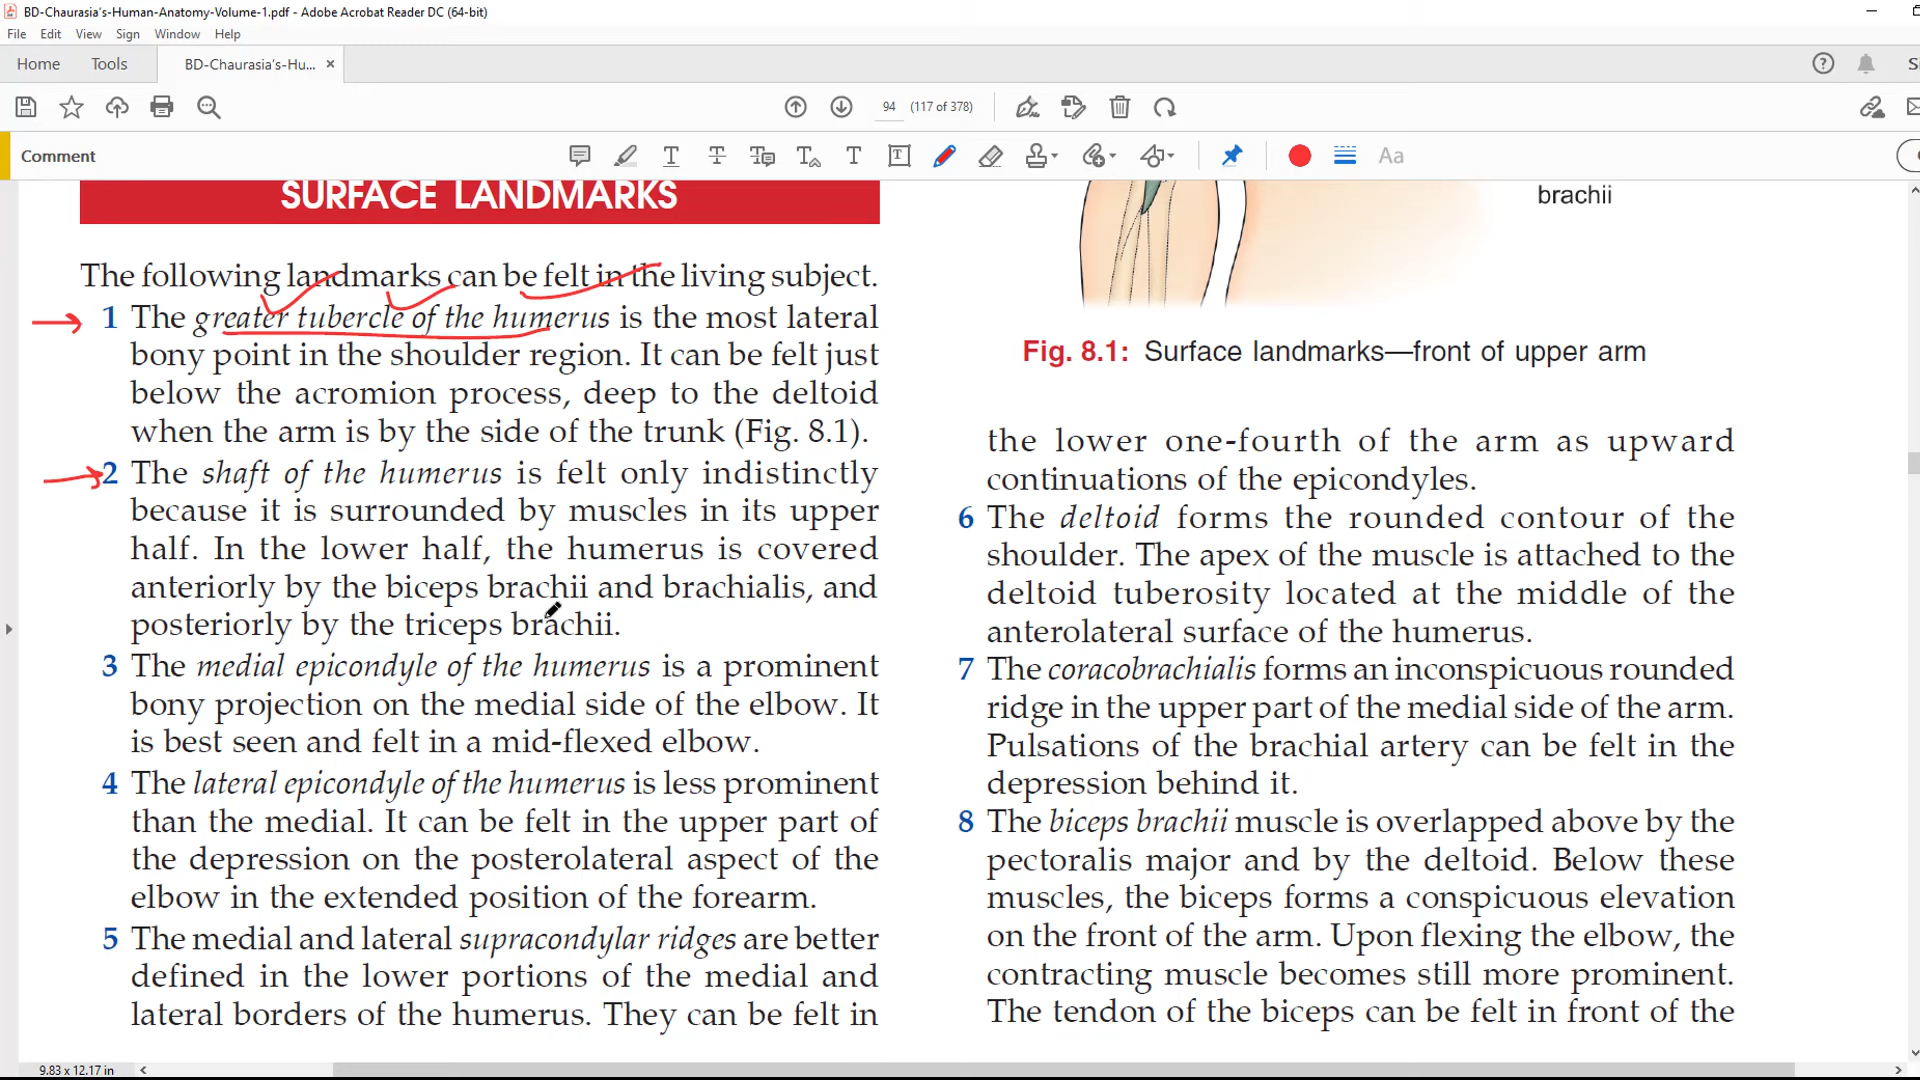 BD-Chaurasia's-Human-Anatomy-Volume-1.pdf - Adobe Acrobat Reader DC (64-bit)
File Edit View Sign Window Help
Home Tools BD-Chaurasia's-Hu... ×
94 (117 of 378)
Comment
Aa
SURFACE LANDMARKS
The following landmarks can be felt in the living subject.
1 The greater tubercle of the humerus is the most lateral
bony point in the shoulder region. It can be felt just
below the acromion process, deep to the deltoid
when the arm is by the side of the trunk (Fig. 8.1).
2 The shaft of the humerus is felt only indistinctly
because it is surrounded by muscles in its upper
half. In the lower half, the humerus is covered
anteriorly by the biceps brachii and brachialis, and
posteriorly by the triceps brachii.
3 The medial epicondyle of the humerus is a prominent
bony projection on the medial side of the elbow. It
is best seen and felt in a mid-flexed elbow.
4 The lateral epicondyle of the humerus is less prominent
than the medial. It can be felt in the upper part of
the depression on the posterolateral aspect of the
elbow in the extended position of the forearm.
5 The medial and lateral supracondylar ridges are better
defined in the lower portions of the medial and
lateral borders of the humerus. They can be felt in
brachii
Fig. 8.1: Surface landmarks—front of upper arm
the lower one-fourth of the arm as upward
continuations of the epicondyles.
6 The deltoid forms the rounded contour of the
shoulder. The apex of the muscle is attached to the
deltoid tuberosity located at the middle of the
anterolateral surface of the humerus.
7 The coracobrachialis forms an inconspicuous rounded
ridge in the upper part of the medial side of the arm.
Pulsations of the brachial artery can be felt in the
depression behind it.
8 The biceps brachii muscle is overlapped above by the
pectoralis major and by the deltoid. Below these
muscles, the biceps forms a conspicuous elevation
on the front of the arm. Upon flexing the elbow, the
contracting muscle becomes still more prominent.
The tendon of the biceps can be felt in front of the
9.83 x 12.17 in